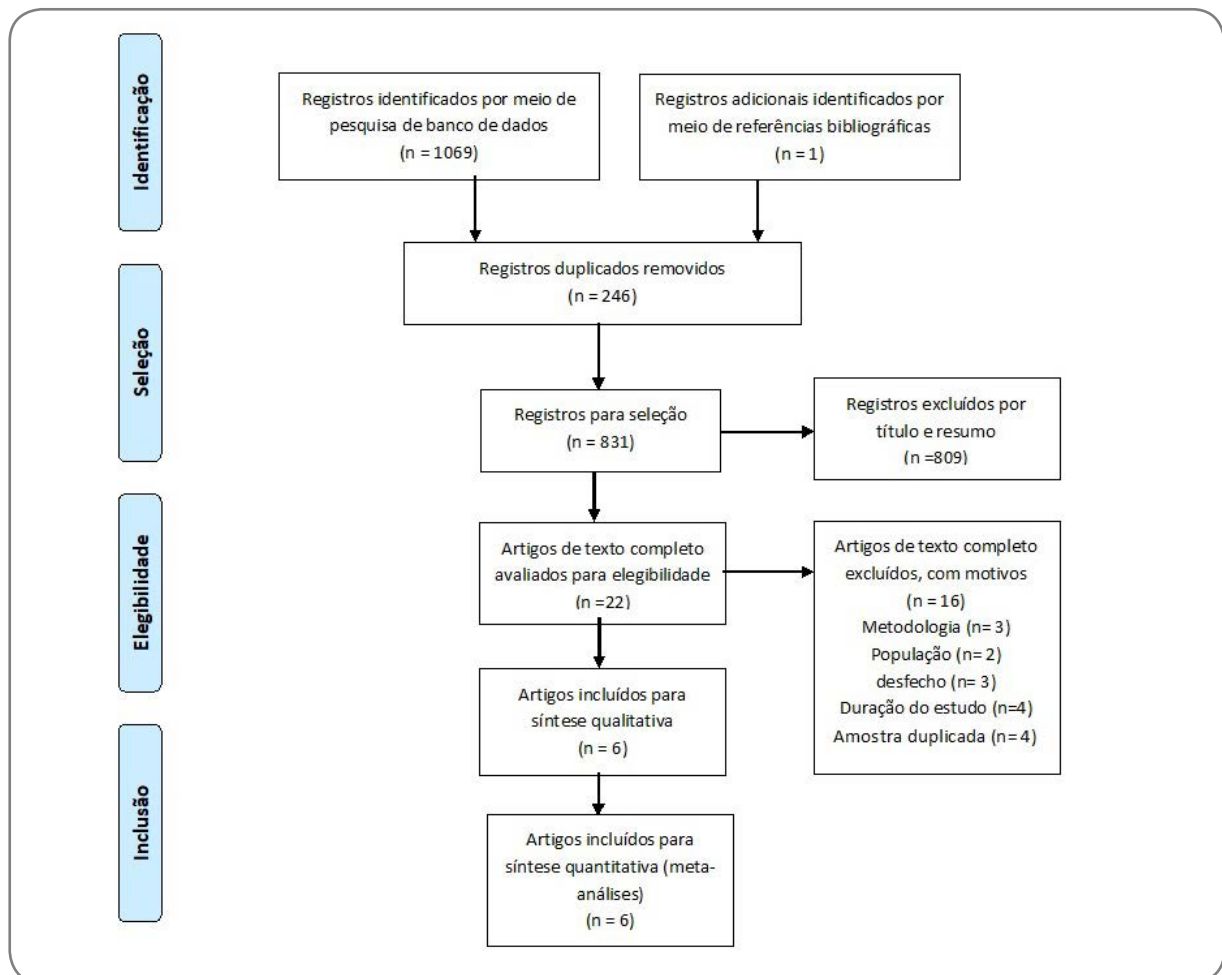 Identificação
Registros identificados por meio de
pesquisa de banco de dados
(n = 1069)
Registros adicionais identificados por
meio de referências bibliográficas
(n = 1)
Registros duplicados removidos
(n = 246)
Seleção
Registros para seleção
(n = 831)
Registros excluídos por
título e resumo
(n =809)
Elegibilidade
Artigos de texto completo
avaliados para elegibilidade
(n =22)
Artigos de texto completo
excluídos, com motivos
(n = 16)
Metodologia (n= 3)
População (n= 2)
desfecho (n= 3)
Duração do estudo (n=4)
Amostra duplicada (n= 4)
Artigos incluídos para
síntese qualitativa
(n = 6)
Inclusão
Artigos incluídos para
síntese quantitativa (meta-
análises)
(n = 6)